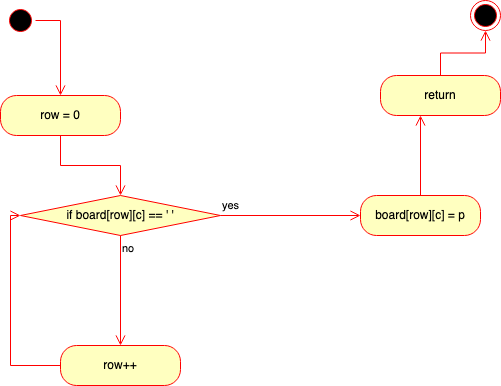 return
row = 0
if board[row][c] == ' '
yes
board[row][c] = p
no
row++